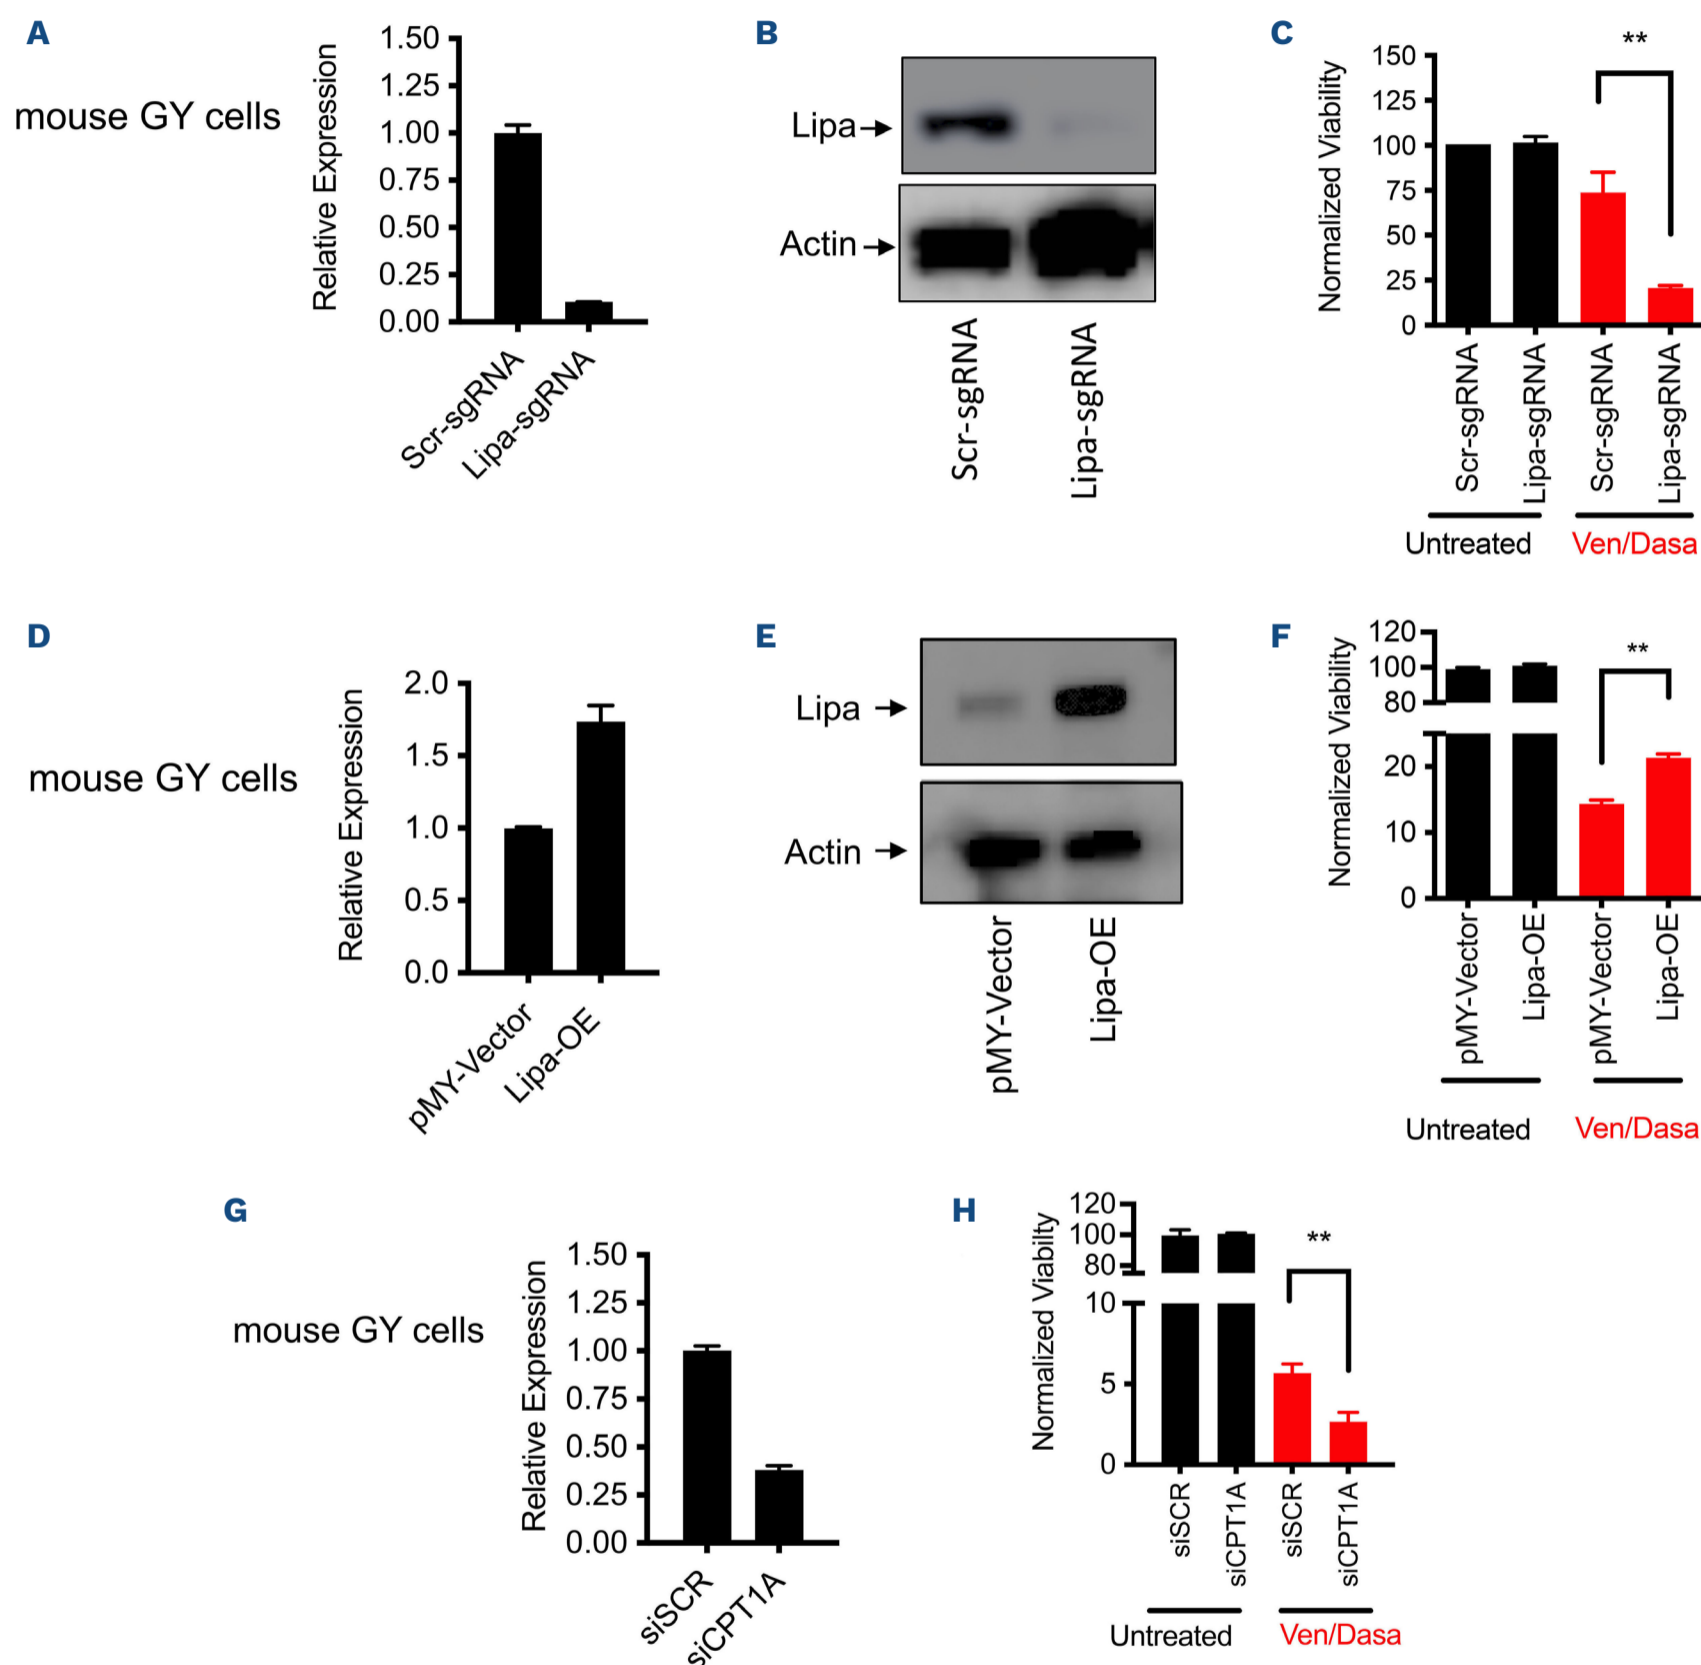 A
mouse GY cells
Relative Expression
1.50
1.25
1.00
0.75
0.50
0.25
0.00
Scr-sgRNA
Lipa-sgRNA
B
Lipa
Actin
Scr-sgRNA
Lipa-sgRNA
C
**
Normalized Viability
150
125
100
75
50
25
0
Scr-sgRNA
Lipa-sgRNA
Scr-sgRNA
Lipa-sgRNA
Untreated
Ven/Dasa
D
mouse GY cells
Relative Expression
2.0
1.5
1.0
0.5
0.0
pMY-Vector
Lipa-OE
E
Lipa
Actin
pMY-Vector
Lipa-OE
F
**
Normalized Viability
120
100
80
20
10
0
pMY-Vector
Lipa-OE
pMY-Vector
Lipa-OE
Untreated
Ven/Dasa
G
mouse GY cells
Relative Expression
1.50
1.25
1.00
0.75
0.50
0.25
0.00
siSCR
siCPT1A
H
**
Normalized Viabilty
120
100
80
10
5
0
siSCR
siCPT1A
siSCR
siCPT1A
Untreated
Ven/Dasa